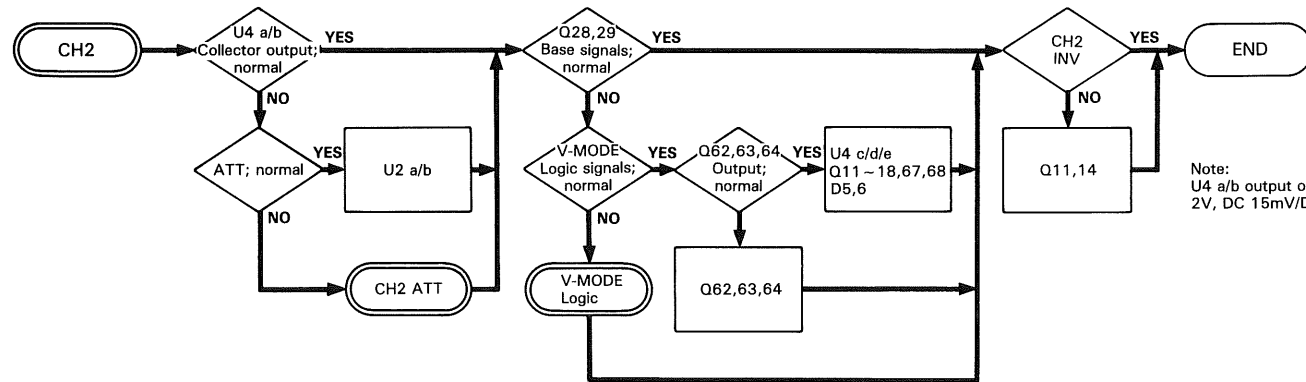 CH2
U4 a/b
Collector output;
normal
YES
NO
ATT; normal
YES
U2 a/b
NO
CH2 ATT
Q28,29
Base signals;
normal
YES
NO
V-MODE
Logic signals;
normal
YES
NO
V-MODE
Logic
Q62,63,64
Output;
normal
YES
U4 c/d/e
Q11~18,67,68
D5,6
Q62,63,64
CH2
INV
YES
NO
Q11,14
END
Note:
U4 a/b output o
2V, DC 15mV/D